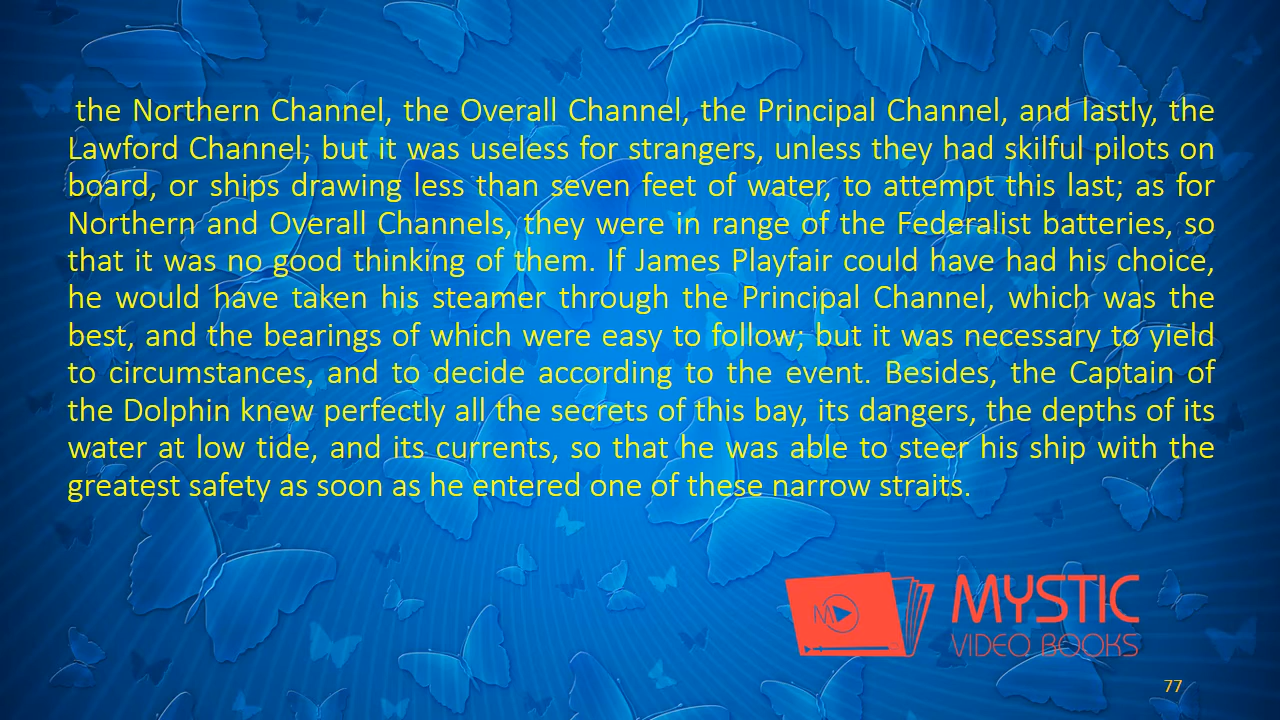 the Northern Channel, the Overall Channel, the Principal Channel, and lastly, the
Lawford Channel; but it was useless for strangers, unless they had skilful pilots on
board, or ships drawing less than seven feet of water, to attempt this last; as for
Northern and Overall Channels, they were in range of the Federalist batteries, so
that it was no good thinking of them. If James Playfair could have had his choice,
he would have taken his steamer through the Principal Channel, which was the
best, and the bearings of which were easy to follow; but it was necessary to yield
to circumstances, and to decide according to the event. Besides, the Captain of
the Dolphin knew perfectly all the secrets of this bay, its dangers, the depths of its
water at low tide, and its currents, so that he was able to steer his ship with the
greatest safety as soon as he entered one of these narrow straits.
MYSTIC
VIDEO BOOKS
77